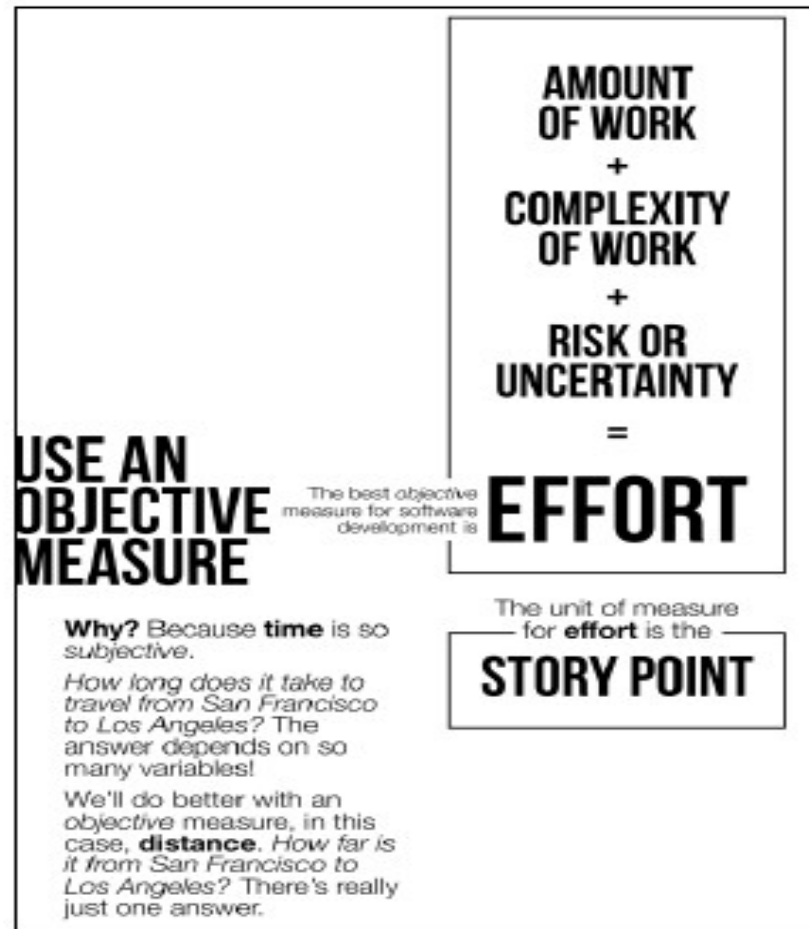 USE AN
OBJECTIVE
MEASURE
Why? Because time is so
subjective.
How long does it take to
travel from San Francisco
to Los Angeles? The
answer depends on so
many variables!
We'll do better with an
objective measure, in this
case, distance. How far is
it from San Francisco to
Los Angeles? There's really
just one answer.
The best objective
measure for software
development is
AMOUNT
OF WORK
+
COMPLEXITY
OF WORK
+
RISK OR
UNCERTAINTY
=
EFFORT
The unit of measure
for effort is the
STORY POINT